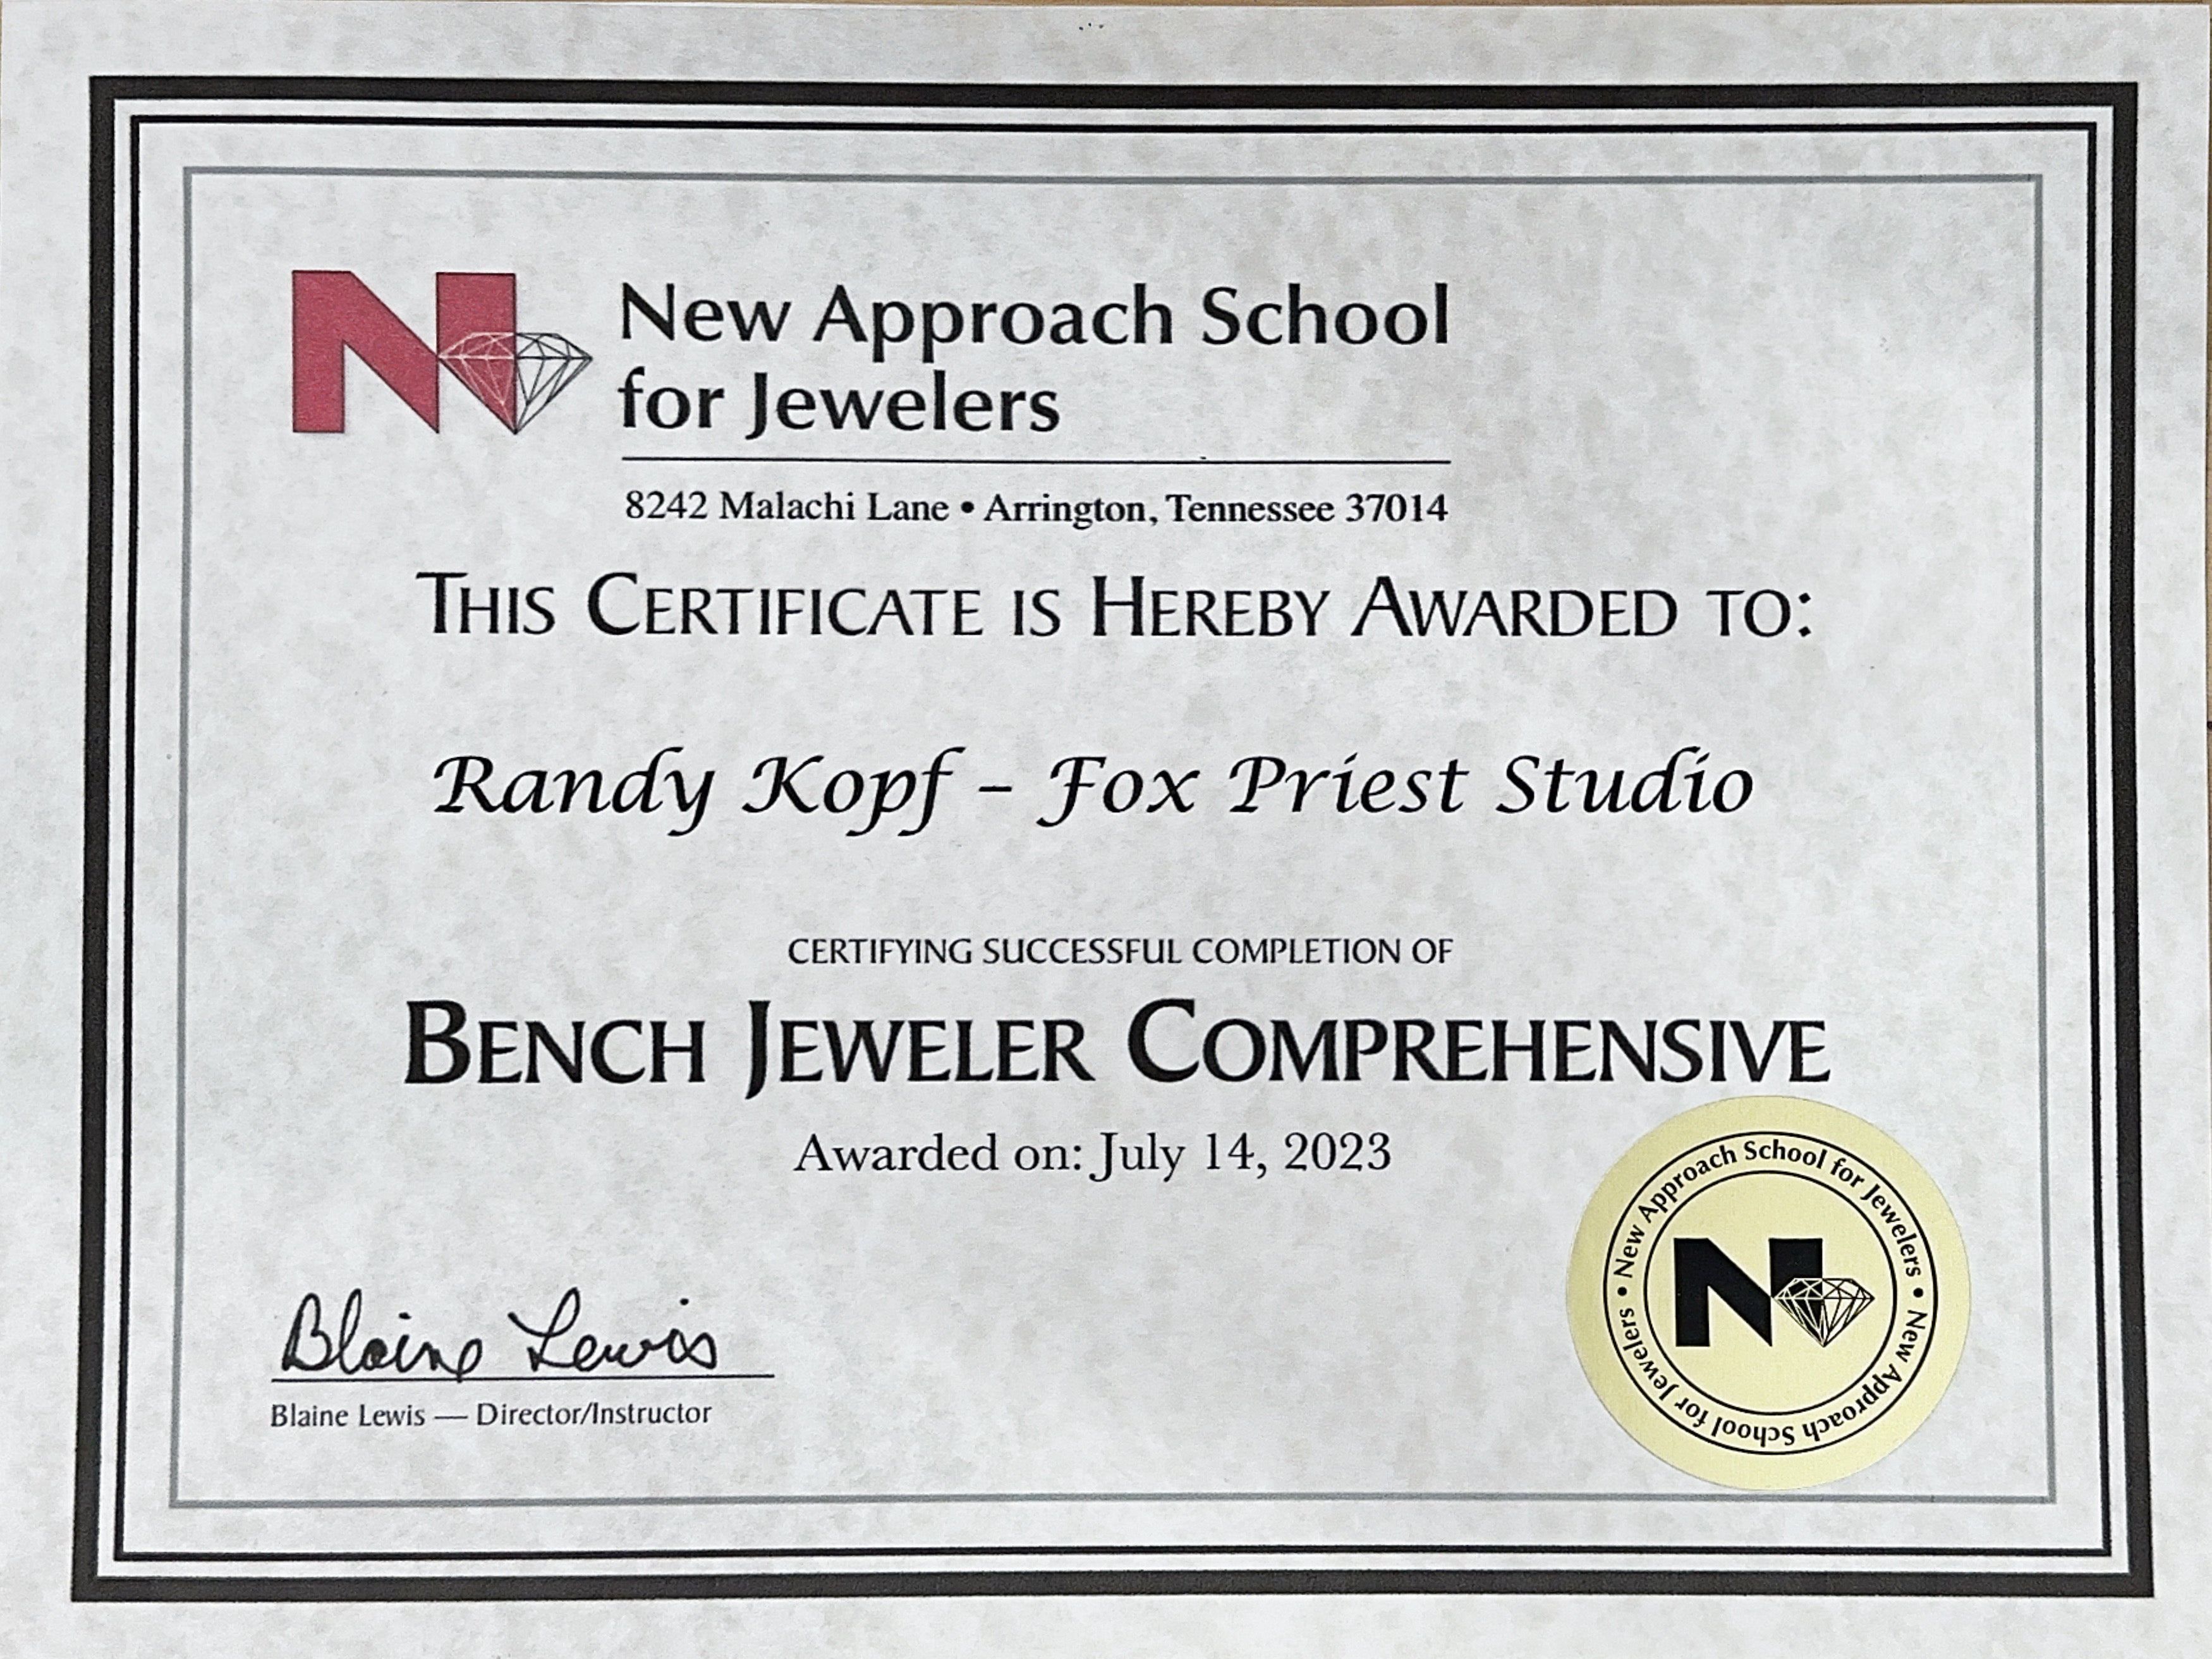 New Approach School
for Jewelers
8242 Malachi Lane • Arrington, Tennessee 37014
THIS CERTIFICATE IS HEREBY AWARDED TO:
Randy Kopf – Fox Priest Studio
CERTIFYING SUCCESSFUL COMPLETION OF
BENCH JEWELER COMPREHENSIVE
Awarded on: July 14, 2023
Blaine Lewis
Blaine Lewis — Director/Instructor
• New Approach School for Jewelers • New Approach School for Jewelers
N